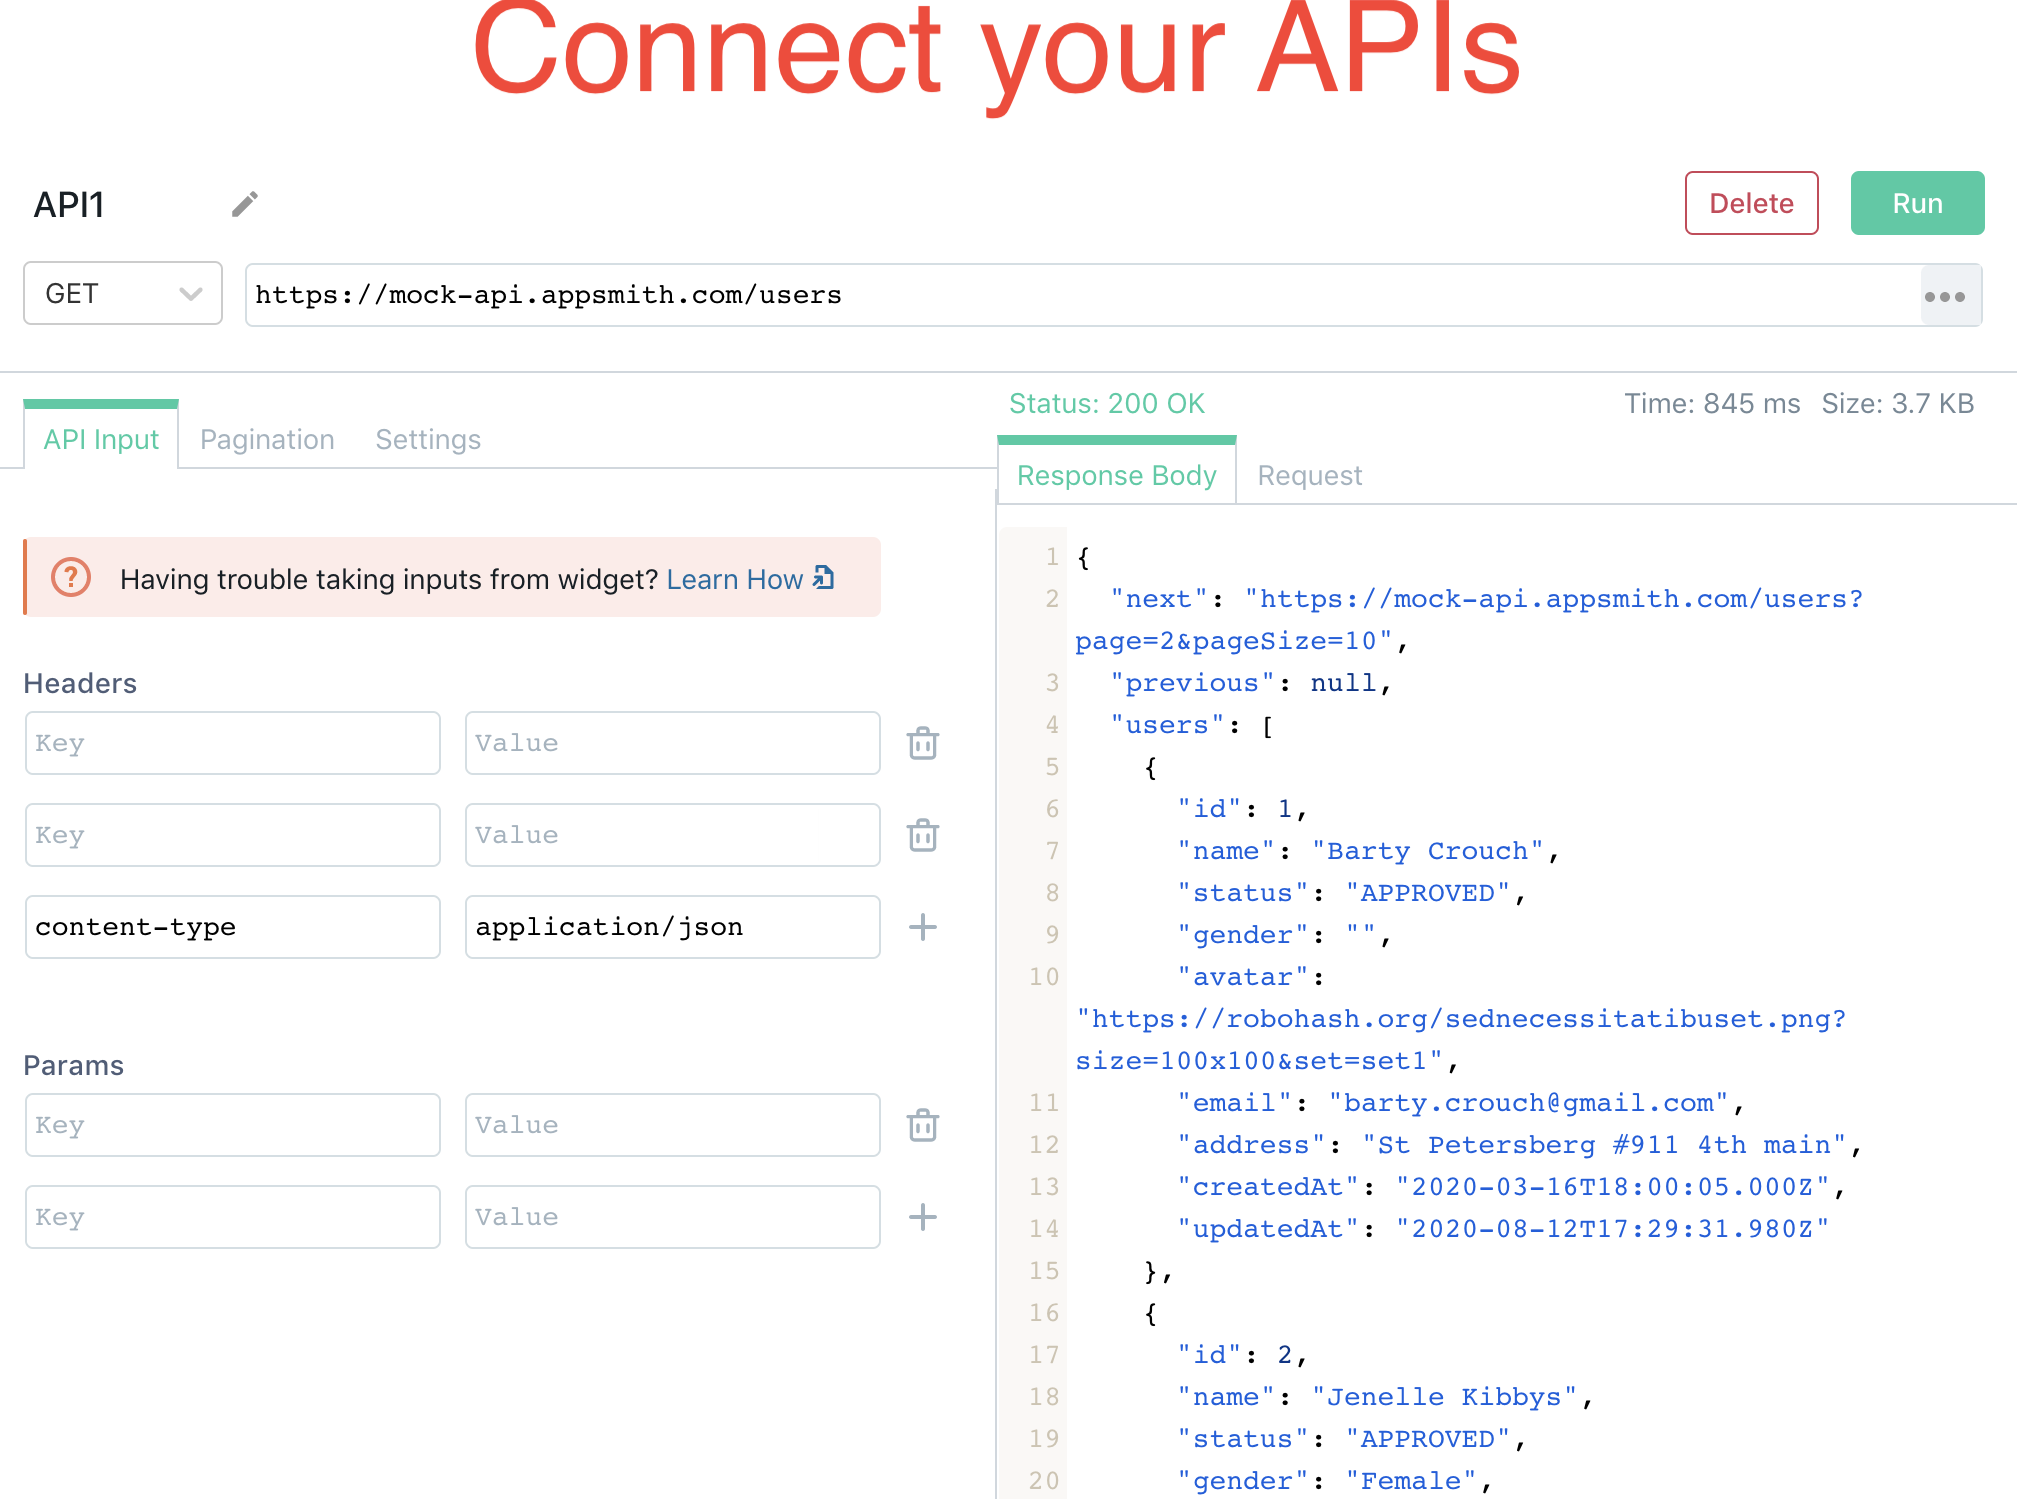 Connect your APIs
API1
Delete
Run
GET
https://mock-api.appsmith.com/users
API Input
Pagination
Settings
Having trouble taking inputs from widget? Learn How
Headers
Key
Value
Key
Value
content-type
application/json
Params
Key
Value
Key
Value
Status: 200 OK
Time: 845 ms
Size: 3.7 KB
Response Body
Request
1 {
2 "next": "https://mock-api.appsmith.com/users?
page=2&pageSize=10",
3 "previous": null,
4 "users": [
5 {
6 "id": 1,
7 "name": "Barty Crouch",
8 "status": "APPROVED",
9 "gender": "",
10 "avatar":
"https://robohash.org/sednecessitatibuset.png?
size=100x100&set=set1",
11 "email": "barty.crouch@gmail.com",
12 "address": "St Petersberg #911 4th main",
13 "createdAt": "2020-03-16T18:00:05.000Z",
14 "updatedAt": "2020-08-12T17:29:31.980Z"
15 },
16 {
17 "id": 2,
18 "name": "Jenelle Kibbys",
19 "status": "APPROVED",
20 "gender": "Female",